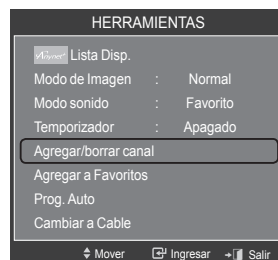 HERRAMIENTAS
Anynet+ Lista Disp.
Modo de Imagen : Normal
Modo sonido : Favorito
Temporizador : Apagado
Agregar/borrar canal
Agregar a Favoritos
Prog. Auto
Cambiar a Cable
Mover Ingresar Salir